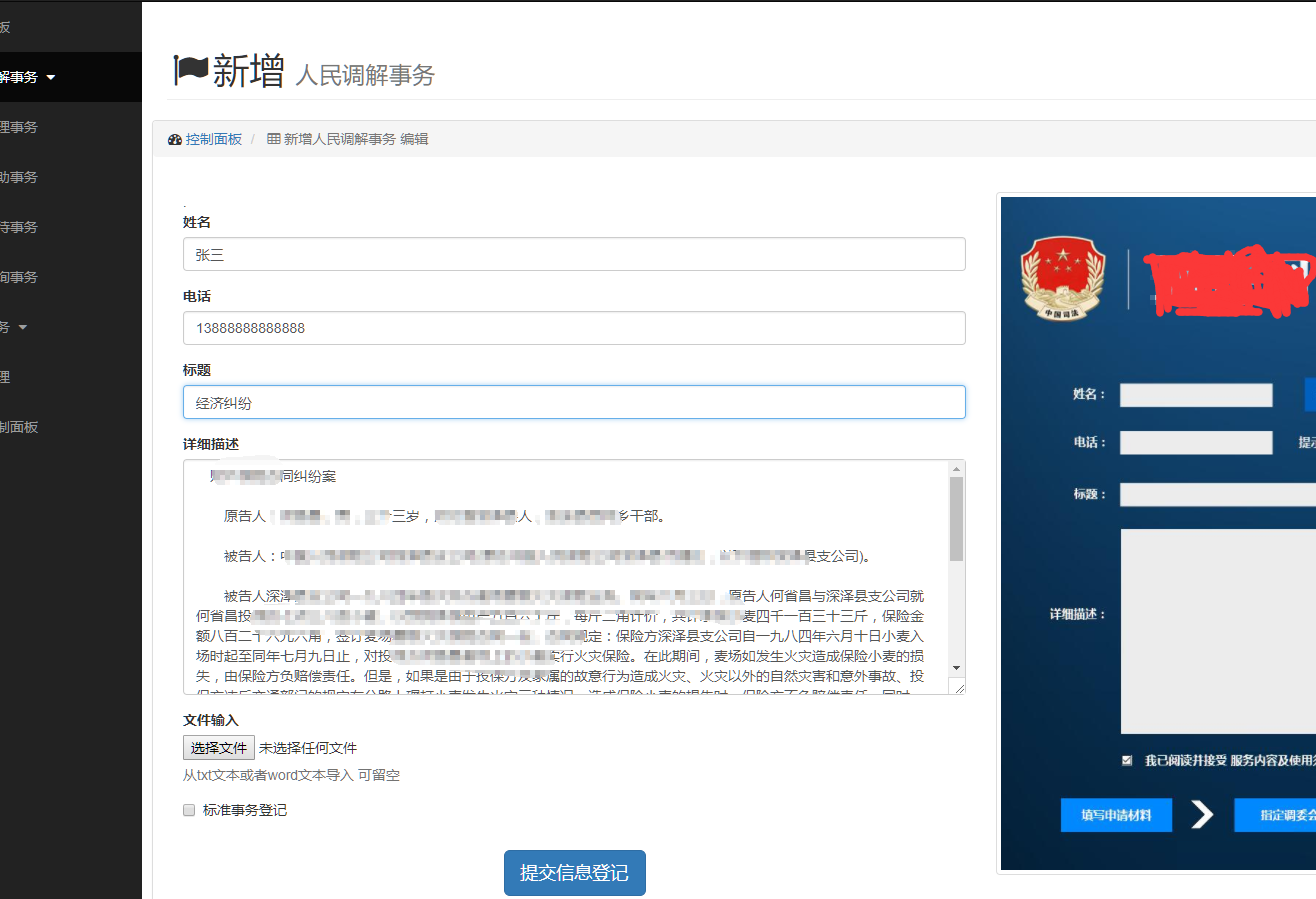 板
解事务
理事务
助事务
待事务
询事务
务
理
制面板
新增 人民调解事务
控制面板 / 新增人民调解事务 编辑
姓名
张三
电话
13888888888888
标题
经济纠纷
详细描述
同纠纷案
原告人 十三岁， 人， 乡干部。
被告人： 县支公司)。
被告人深泽 原告人何省昌与深泽县支公司就
何省昌投 每斤二角计价，共计 麦四千一百三十三斤，保险金
额八百二十六元六角，签订麦场 规定：保险方深泽县支公司自一九八四年六月十日小麦入
场时起至同年七月九日止，对投 实行火灾保险。在此期间，麦场如发生火灾造成保险小麦的损
失，由保险方负赔偿责任。但是，如果是由于投保方及家属的故意行为造成火灾、火灾以外的自然灾害和意外事故、投
文件输入
选择文件 未选择任何文件
从txt文本或者word文本导入 可留空
标准事务登记
提交信息登记
中国司法
姓名：
电话： 提示
标题：
详细描述：
我已阅读并接受 服务内容及使用
填写申请材料
指定调委会